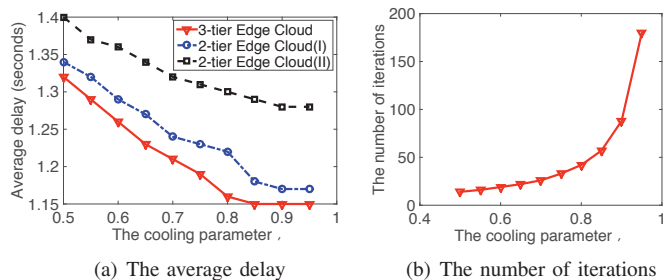 1.4
1.35
1.3
1.25
1.2
1.15
Average delay (seconds)
3-tier Edge Cloud
2-tier Edge Cloud(I)
2-tier Edge Cloud(II)
0.5
0.6
0.7
0.8
0.9
1
The cooling parameter
(a) The average delay
200
150
100
50
0
The number of iterations
0.4
0.6
0.8
1
The cooling parameter
(b) The number of iterations